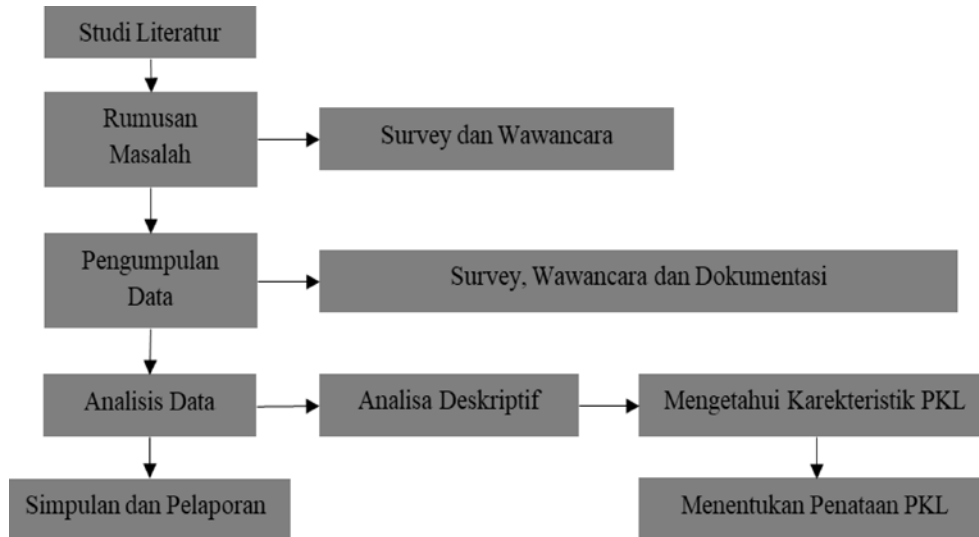 Studi Literatur
Rumusan
Masalah
Survey dan Wawancara
Pengumpulan
Data
Survey, Wawancara dan Dokumentasi
Analisis Data
Analisa Deskriptif
Mengetahui Karekteristik PKL
Simpulan dan Pelaporan
Menentukan Penataan PKL